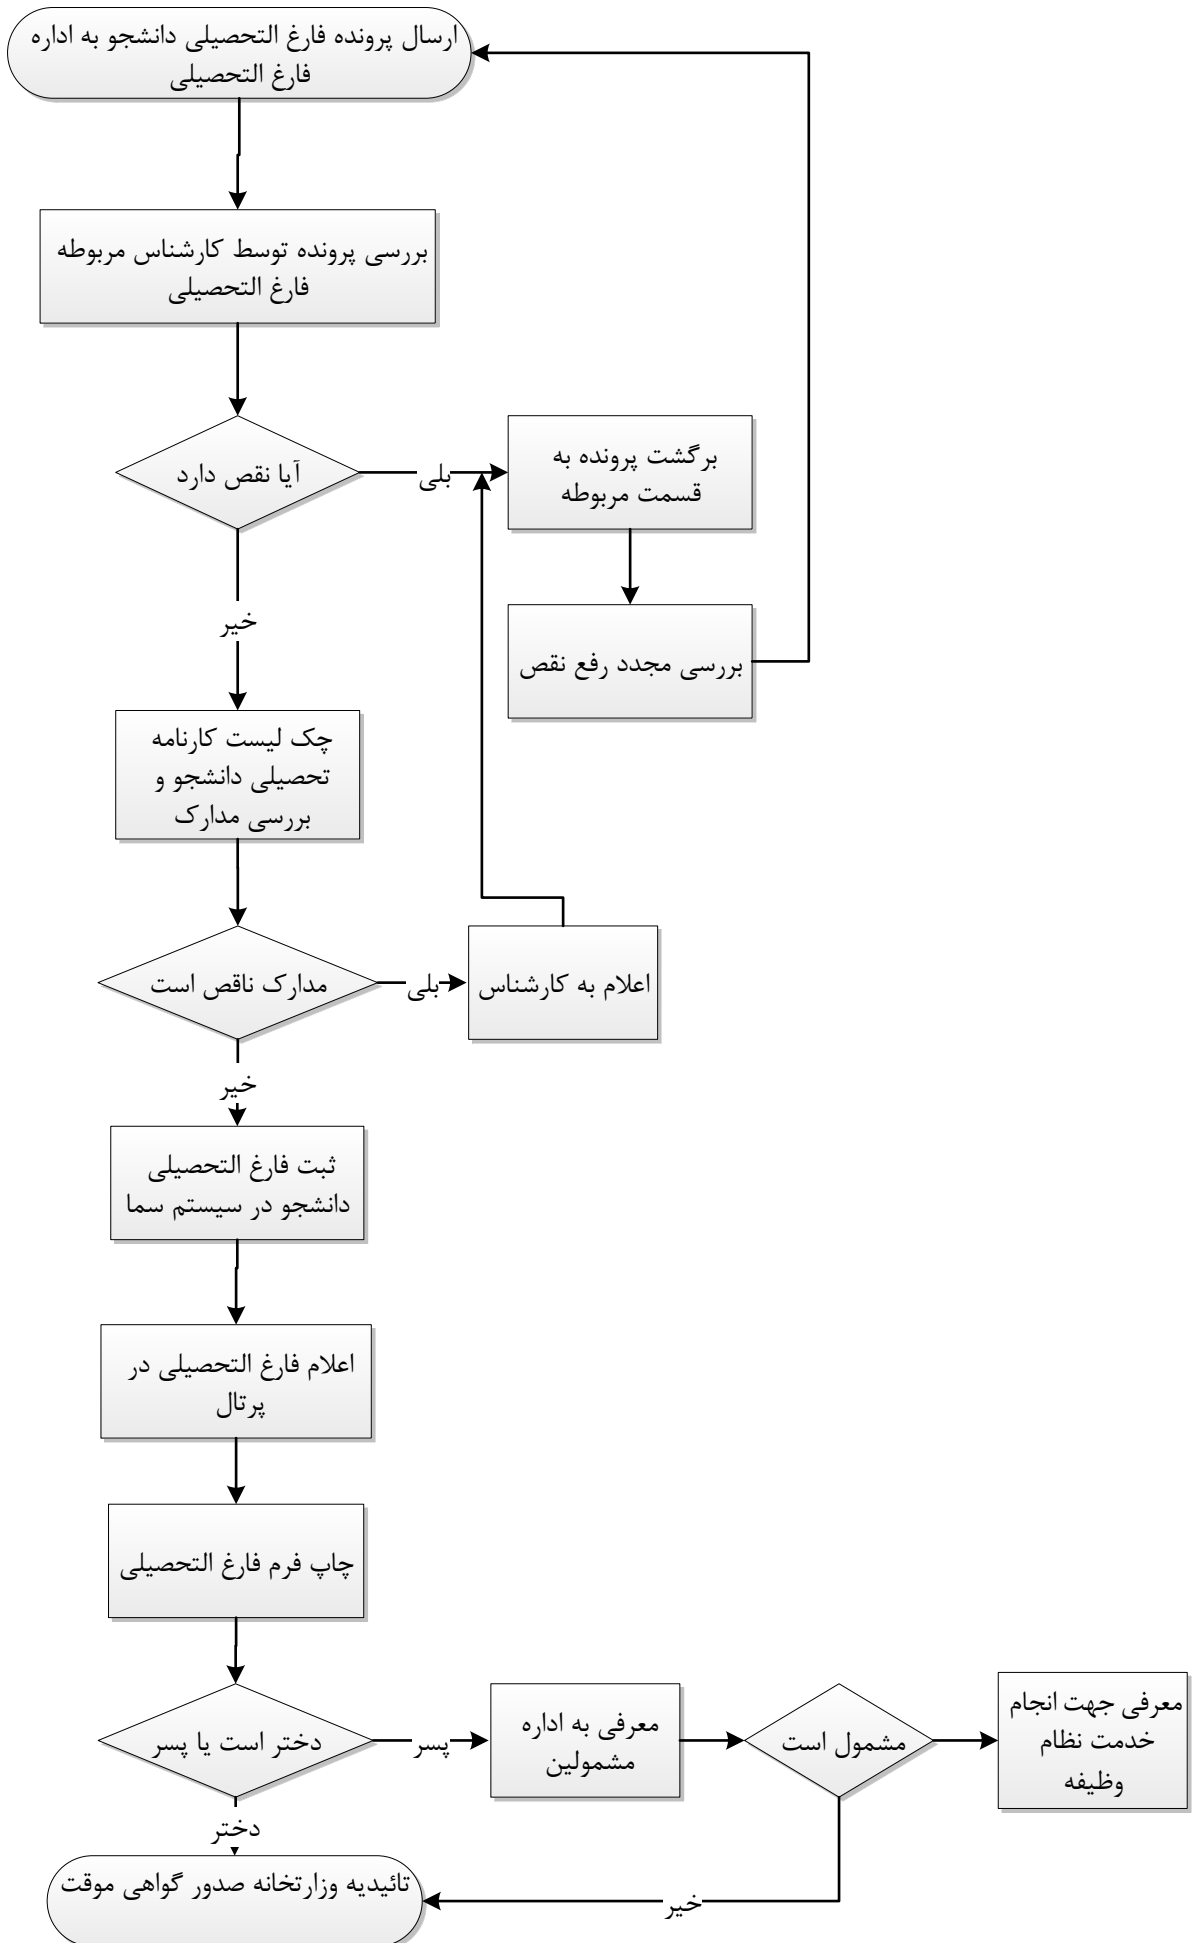 ارسال پرونده فارغ التحصیلی دانشجو به اداره
فارغ التحصیلی
بررسی پرونده توسط کارشناس مربوطه
فارغ التحصیلی
آیا نقص دارد
بلی
برگشت پرونده به
قسمت مربوطه
بررسی مجدد رفع نقص
خیر
چک لیست کارنامه
تحصیلی دانشجو و
بررسی مدارک
مدارک ناقص است
بلی
اعلام به کارشناس
خیر
ثبت فارغ التحصیلی
دانشجو در سیستم سما
اعلام فارغ التحصیلی در
پرتال
چاپ فرم فارغ التحصیلی
دختر است یا پسر
پسر
معرفی به اداره
مشمولین
مشمول است
معرفی جهت انجام
خدمت نظام
وظیفه
دختر
تائیدیه وزارتخانه صدور گواهی موقت
خیر